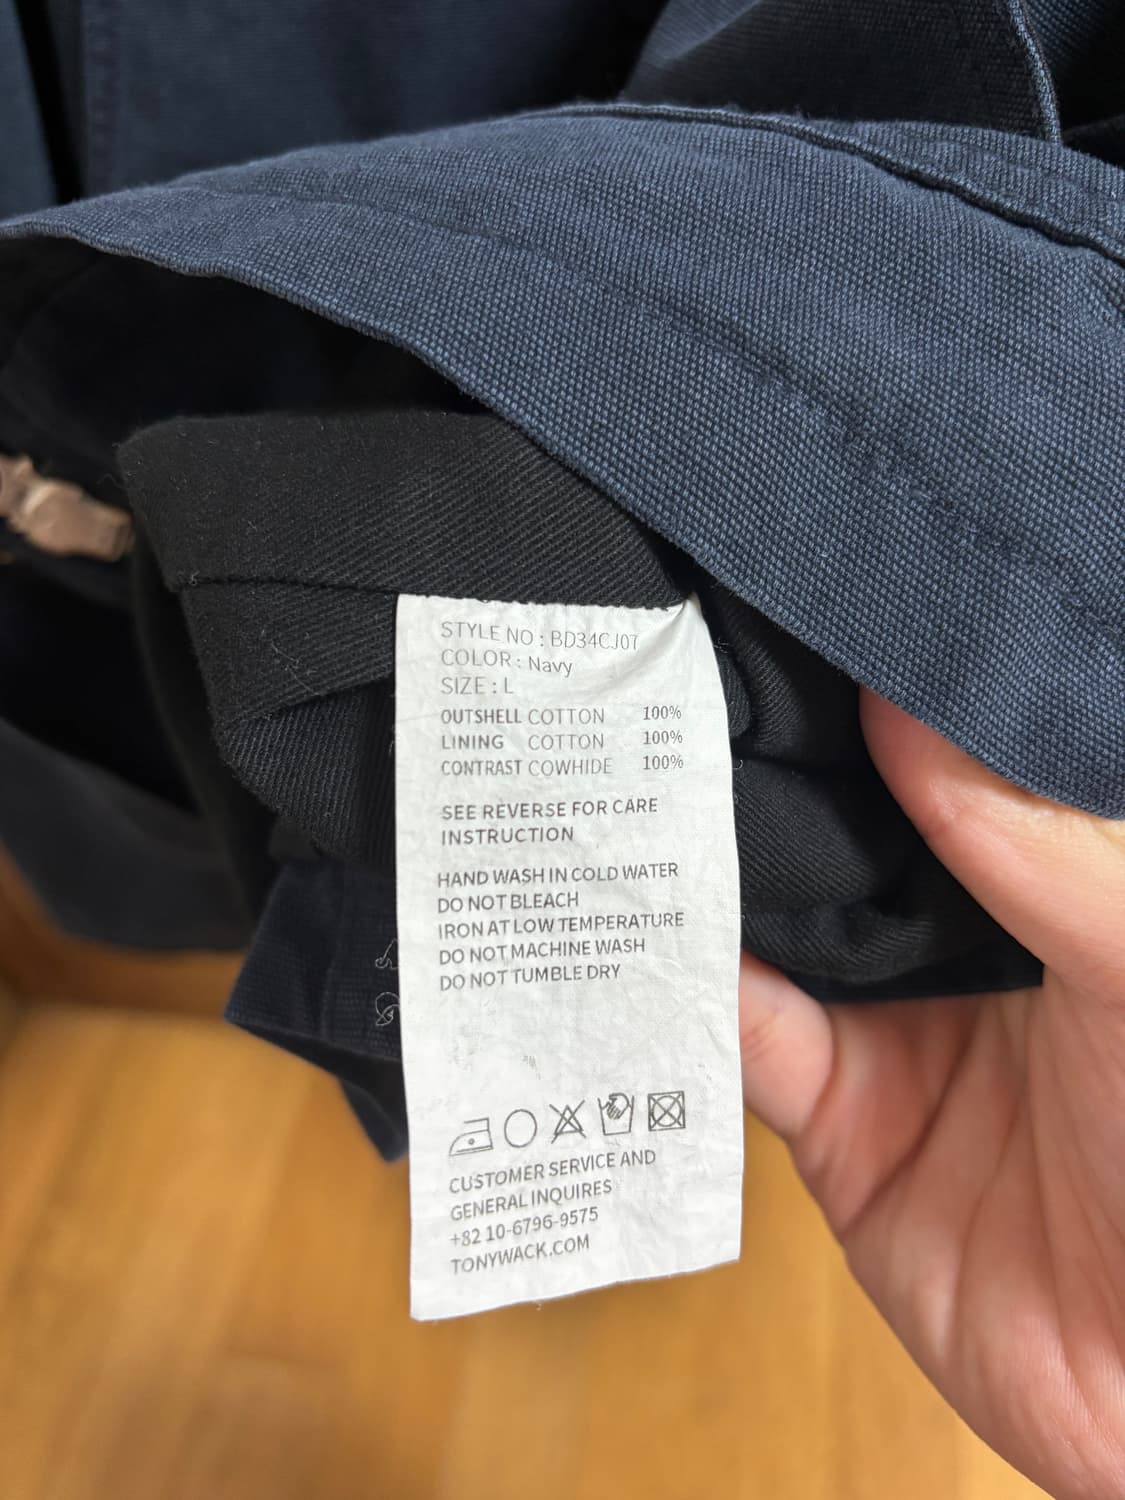 STYLE NO : BD34CJ07
COLOR : Navy
SIZE : L
OUTSHELL COTTON 100%
LINING COTTON 100%
CONTRAST COWHIDE 100%
SEE REVERSE FOR CARE
INSTRUCTION
HAND WASH IN COLD WATER
DO NOT BLEACH
IRON AT LOW TEMPERATURE
DO NOT MACHINE WASH
DO NOT TUMBLE DRY
CUSTOMER SERVICE AND
GENERAL INQUIRES
+82 10-6796-9575
TONYWACK.COM